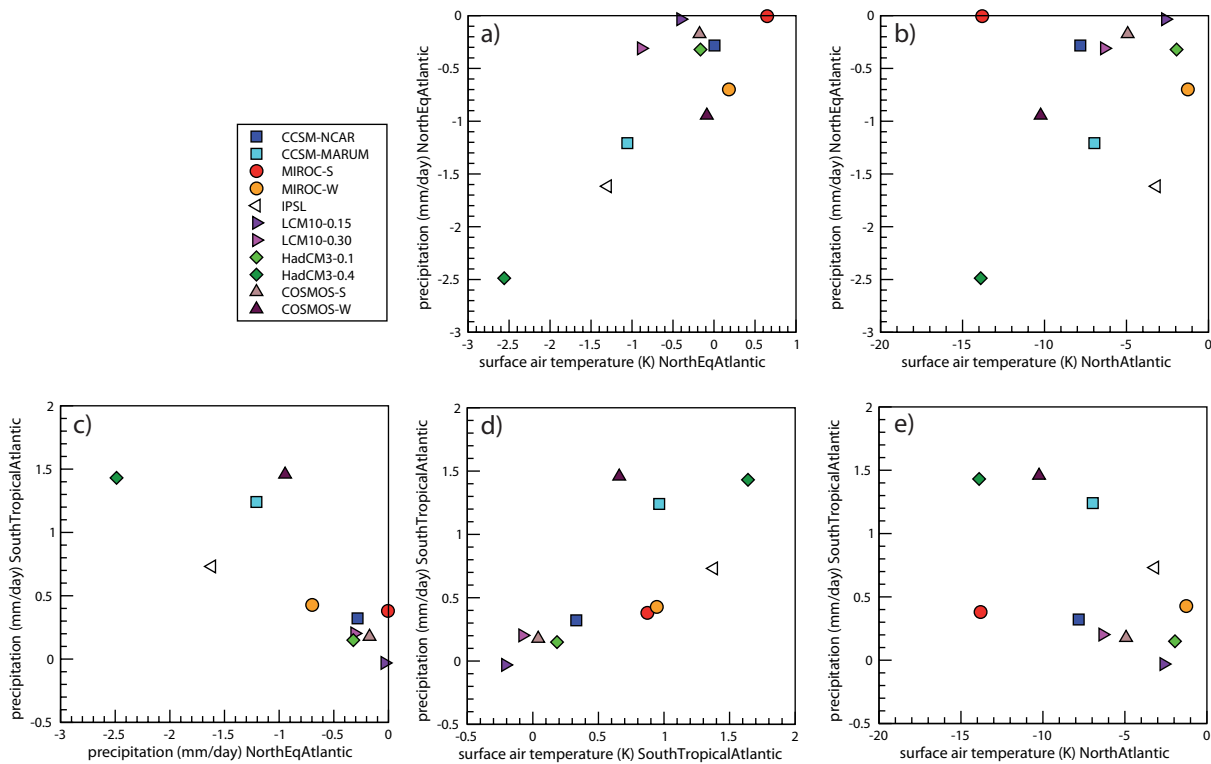 a)
precipitation (mm/day) NorthEqAtlantic
0
-0.5
-1
-1.5
-2
-2.5
-3
-3 -2.5 -2 -1.5 -1 -0.5 0 0.5 1
surface air temperature (K) NorthEqAtlantic
b)
precipitation (mm/day) NorthEqAtlantic
0
-0.5
-1
-1.5
-2
-2.5
-3
-20 -15 -10 -5 0
surface air temperature (K) NorthAtlantic
CCSM-NCAR
CCSM-MARUM
MIROC-S
MIROC-W
IPSL
LCM10-0.15
LCM10-0.30
HadCM3-0.1
HadCM3-0.4
COSMOS-S
COSMOS-W
c)
precipitation (mm/day) SouthTropicalAtlantic
2
1.5
1
0.5
0
-0.5
-3 -2.5 -2 -1.5 -1 -0.5 0
precipitation (mm/day) NorthEqAtlantic
d)
precipitation (mm/day) SouthTropicalAtlantic
2
1.5
1
0.5
0
-0.5
-0.5 0 0.5 1 1.5 2
surface air temperature (K) SouthTropicalAtlantic
e)
precipitation (mm/day) SouthTropicalAtlantic
2
1.5
1
0.5
0
-0.5
-20 -15 -10 -5 0
surface air temperature (K) NorthAtlantic